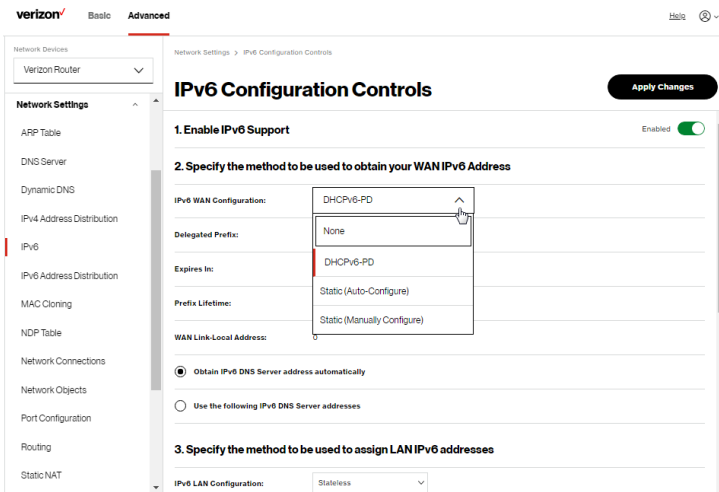 verizon✓ Basic Advanced Help
Network Devices
Verizon Router
Network Settings
ARP Table
DNS Server
Dynamic DNS
IPv4 Address Distribution
IPv6
IPv6 Address Distribution
MAC Cloning
NDP Table
Network Connections
Network Objects
Port Configuration
Routing
Static NAT
Network Settings > IPv6 Configuration Controls
IPv6 Configuration Controls
Apply Changes
1. Enable IPv6 Support
Enabled
2. Specify the method to be used to obtain your WAN IPv6 Address
IPv6 WAN Configuration: DHCPv6-PD
None
DHCPv6-PD
Static (Auto-Configure)
Static (Manually Configure)
Delegated Prefix:
Expires In:
Prefix Lifetime:
WAN Link-Local Address:
Obtain IPv6 DNS Server address automatically
Use the following IPv6 DNS Server addresses
3. Specify the method to be used to assign LAN IPv6 addresses
IPv6 LAN Configuration: Stateless